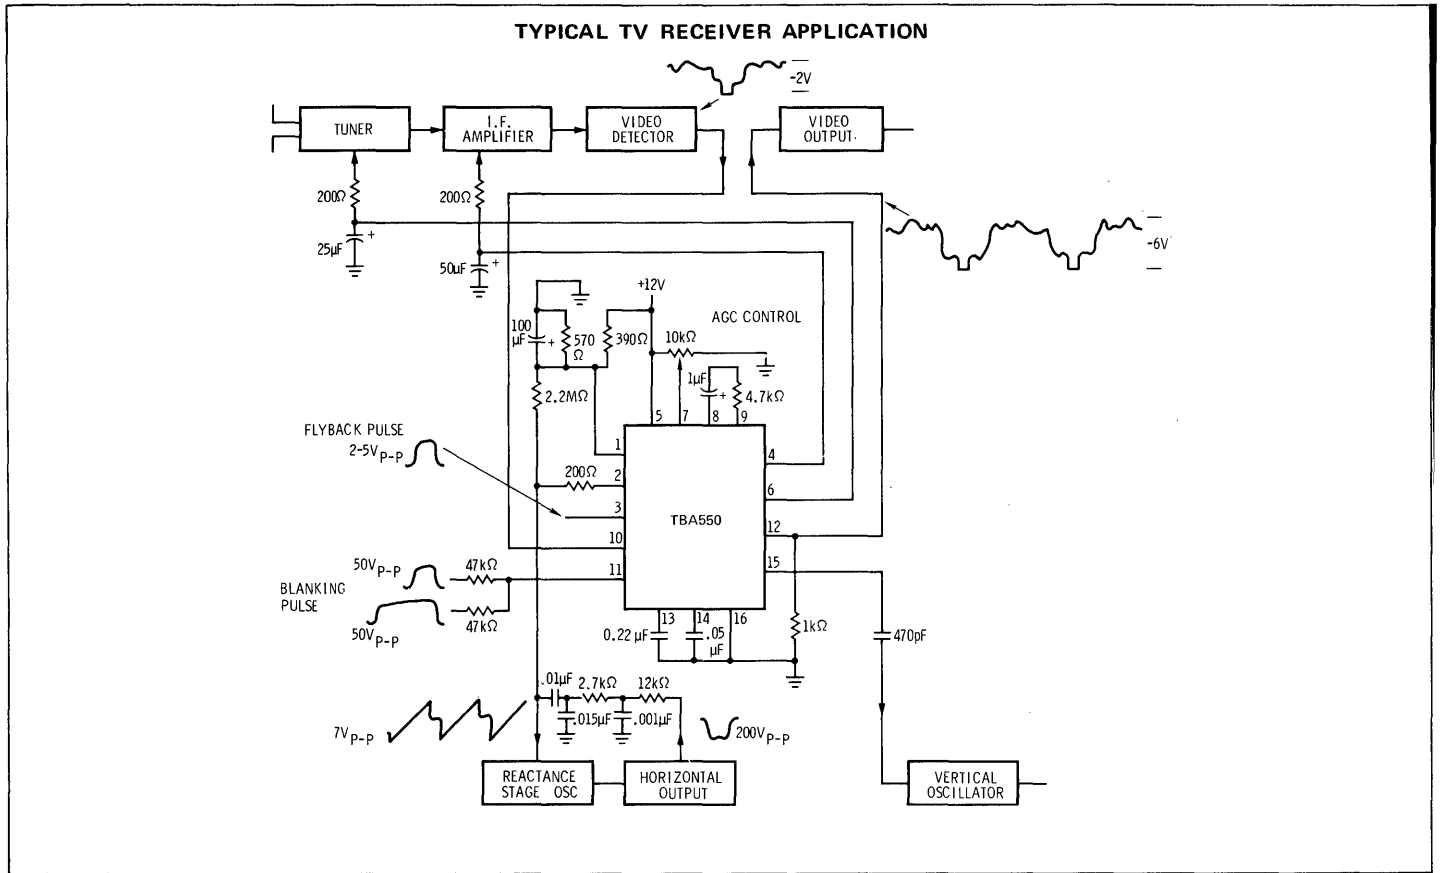 TYPICAL TV RECEIVER APPLICATION
-2V
TUNER
I.F.
AMPLIFIER
VIDEO
DETECTOR
VIDEO
OUTPUT
200Ω
200Ω
25µF
+
50µF
+
-6V
+12V
AGC CONTROL
100
µF
+
570
Ω
390Ω
10kΩ
1µF
+
4.7kΩ
2.2MΩ
5
7
8
9
FLYBACK PULSE
2-5VP-P
1
4
200Ω
2
6
3
TBA550
12
10
15
11
50VP-P
47kΩ
BLANKING
PULSE
47kΩ
50VP-P
13
14
16
0.22 µF
.05
µF
1kΩ
470pF
.01µF
2.7kΩ
12kΩ
.015µF
.001µF
7VP-P
200VP-P
REACTANCE
STAGE OSC
HORIZONTAL
OUTPUT
VERTICAL
OSCILLATOR